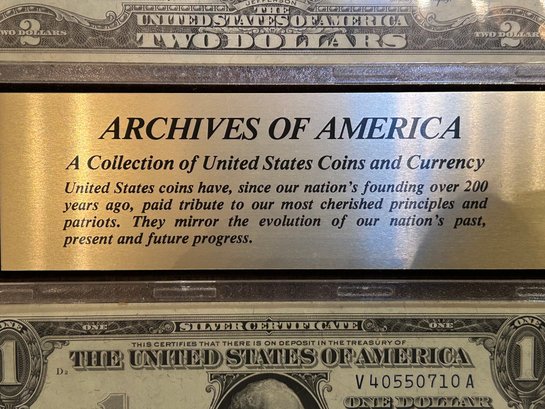 JEFFERSON
2 THE 2
TWO DOLLARS UNITED STATES OF AMERICA TWO DOLLARS
TWO DOLLARS
ARCHIVES OF AMERICA
A Collection of United States Coins and Currency
United States coins have, since our nation's founding over 200
years ago, paid tribute to our most cherished principles and
patriots. They mirror the evolution of our nation's past,
present and future progress.
ONE SILVER CERTIFICATE ONE
THIS CERTIFIES THAT THERE IS ON DEPOSIT IN THE TREASURY OF
1 THE UNITED STATES OF AMERICA 1
D2
V 40550710 A
ONE DOLLAR